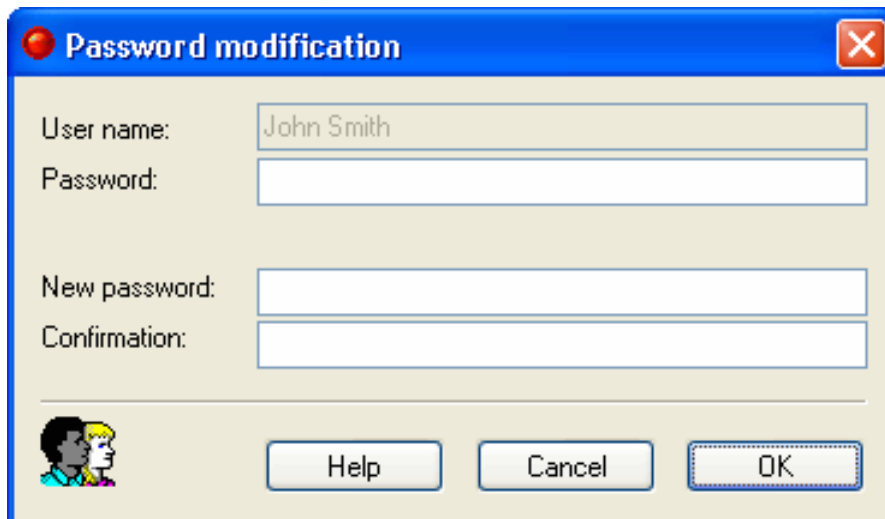 Password modification
User name: John Smith
Password:
New password:
Confirmation:
Help Cancel OK